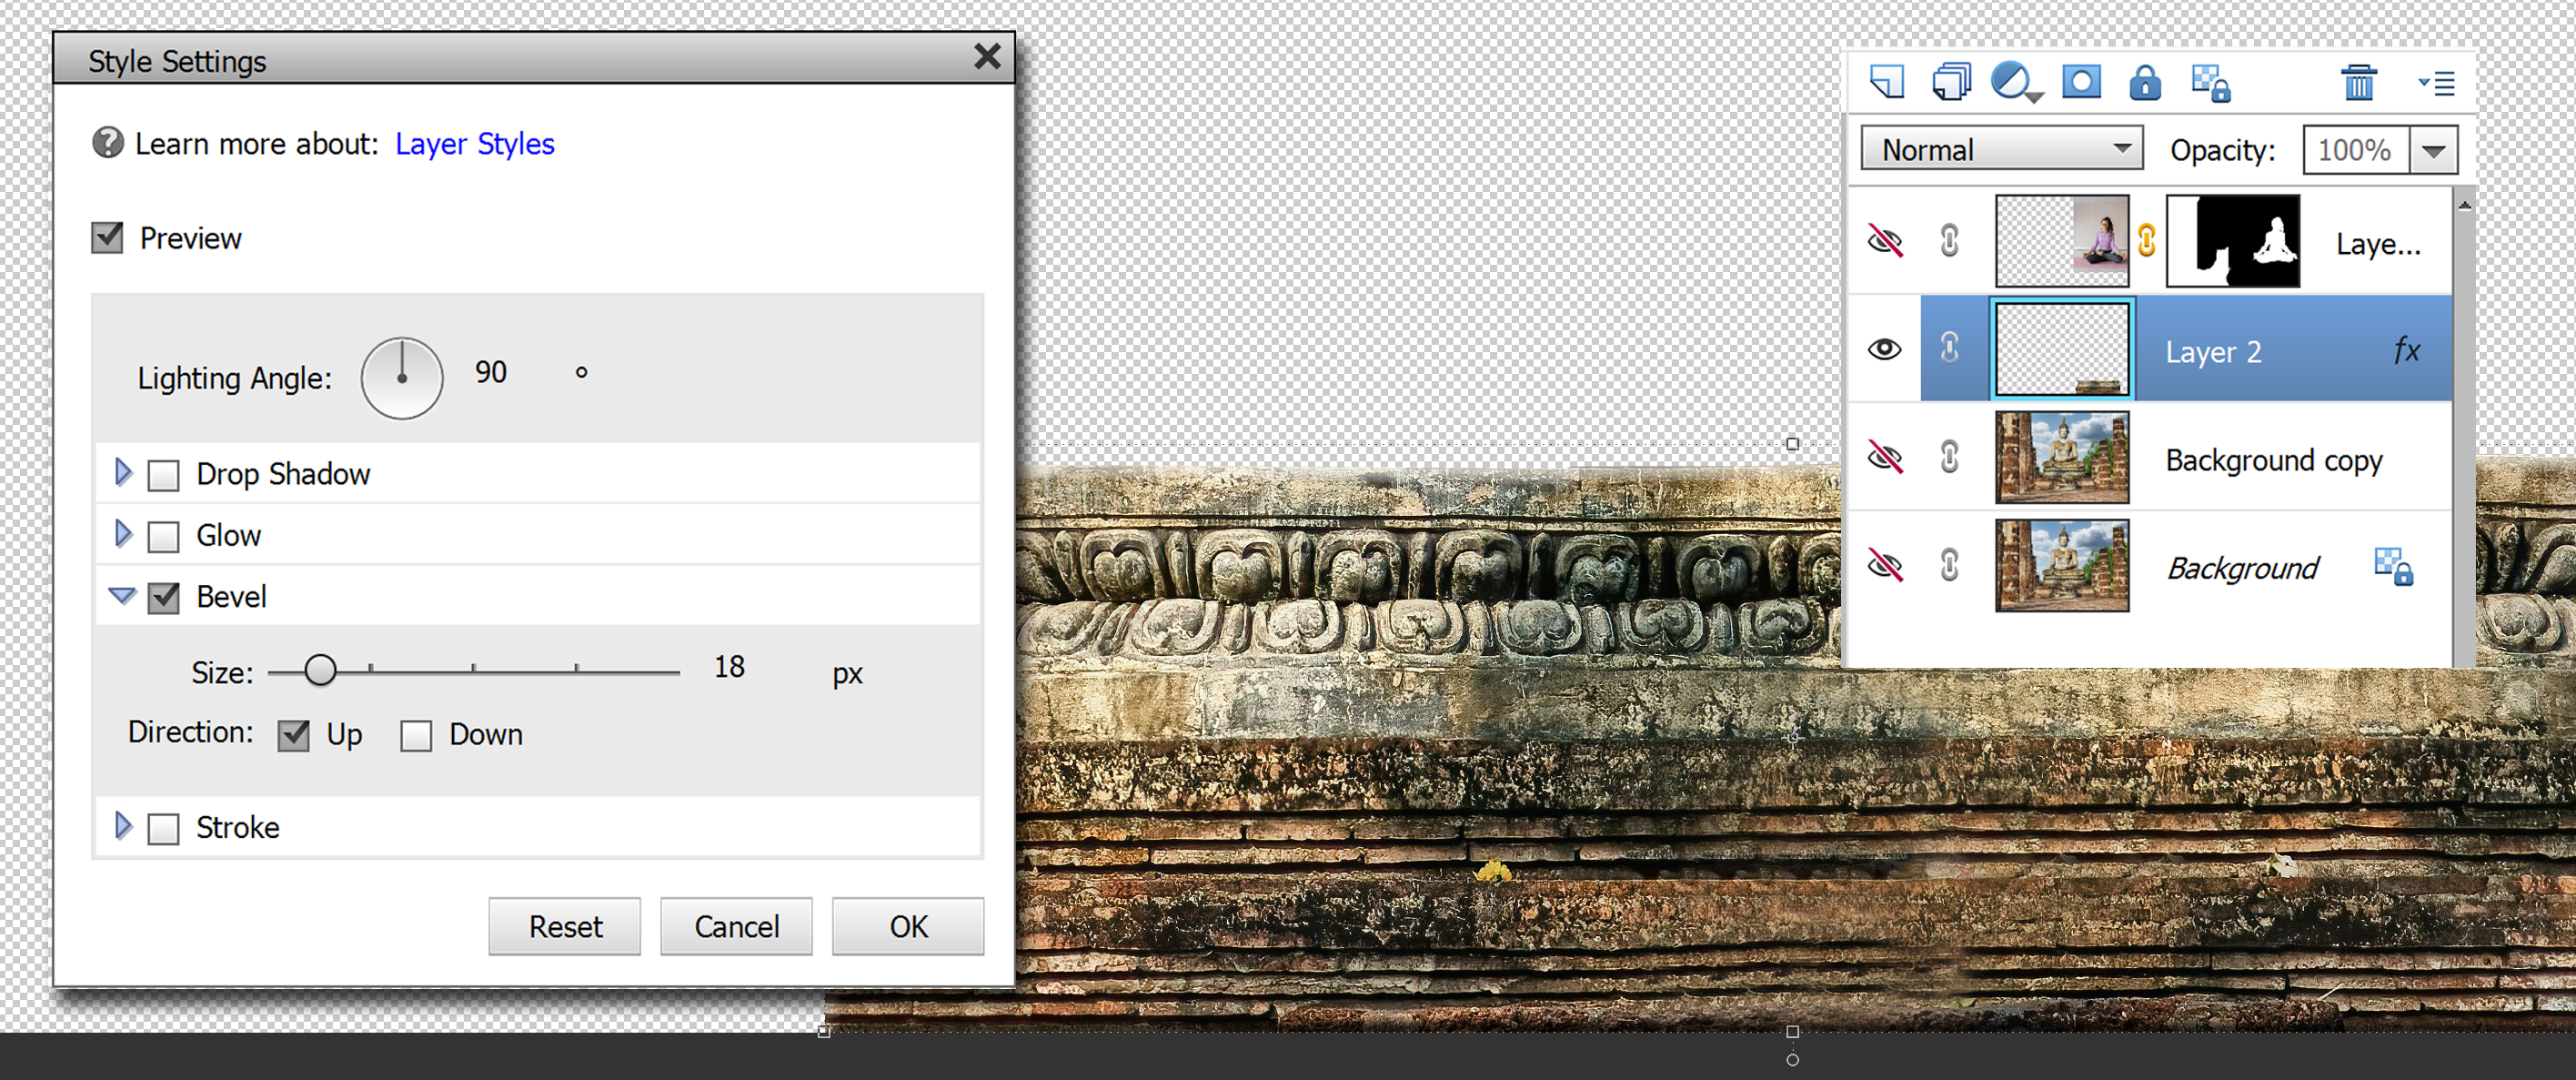 Style Settings
Learn more about: Layer Styles
Preview
Lighting Angle: 90 °
Drop Shadow
Glow
Bevel
Size: 18 px
Direction: Up Down
Stroke
Reset Cancel OK
Normal Opacity: 100%
Laye...
Layer 2 fx
Background copy
Background